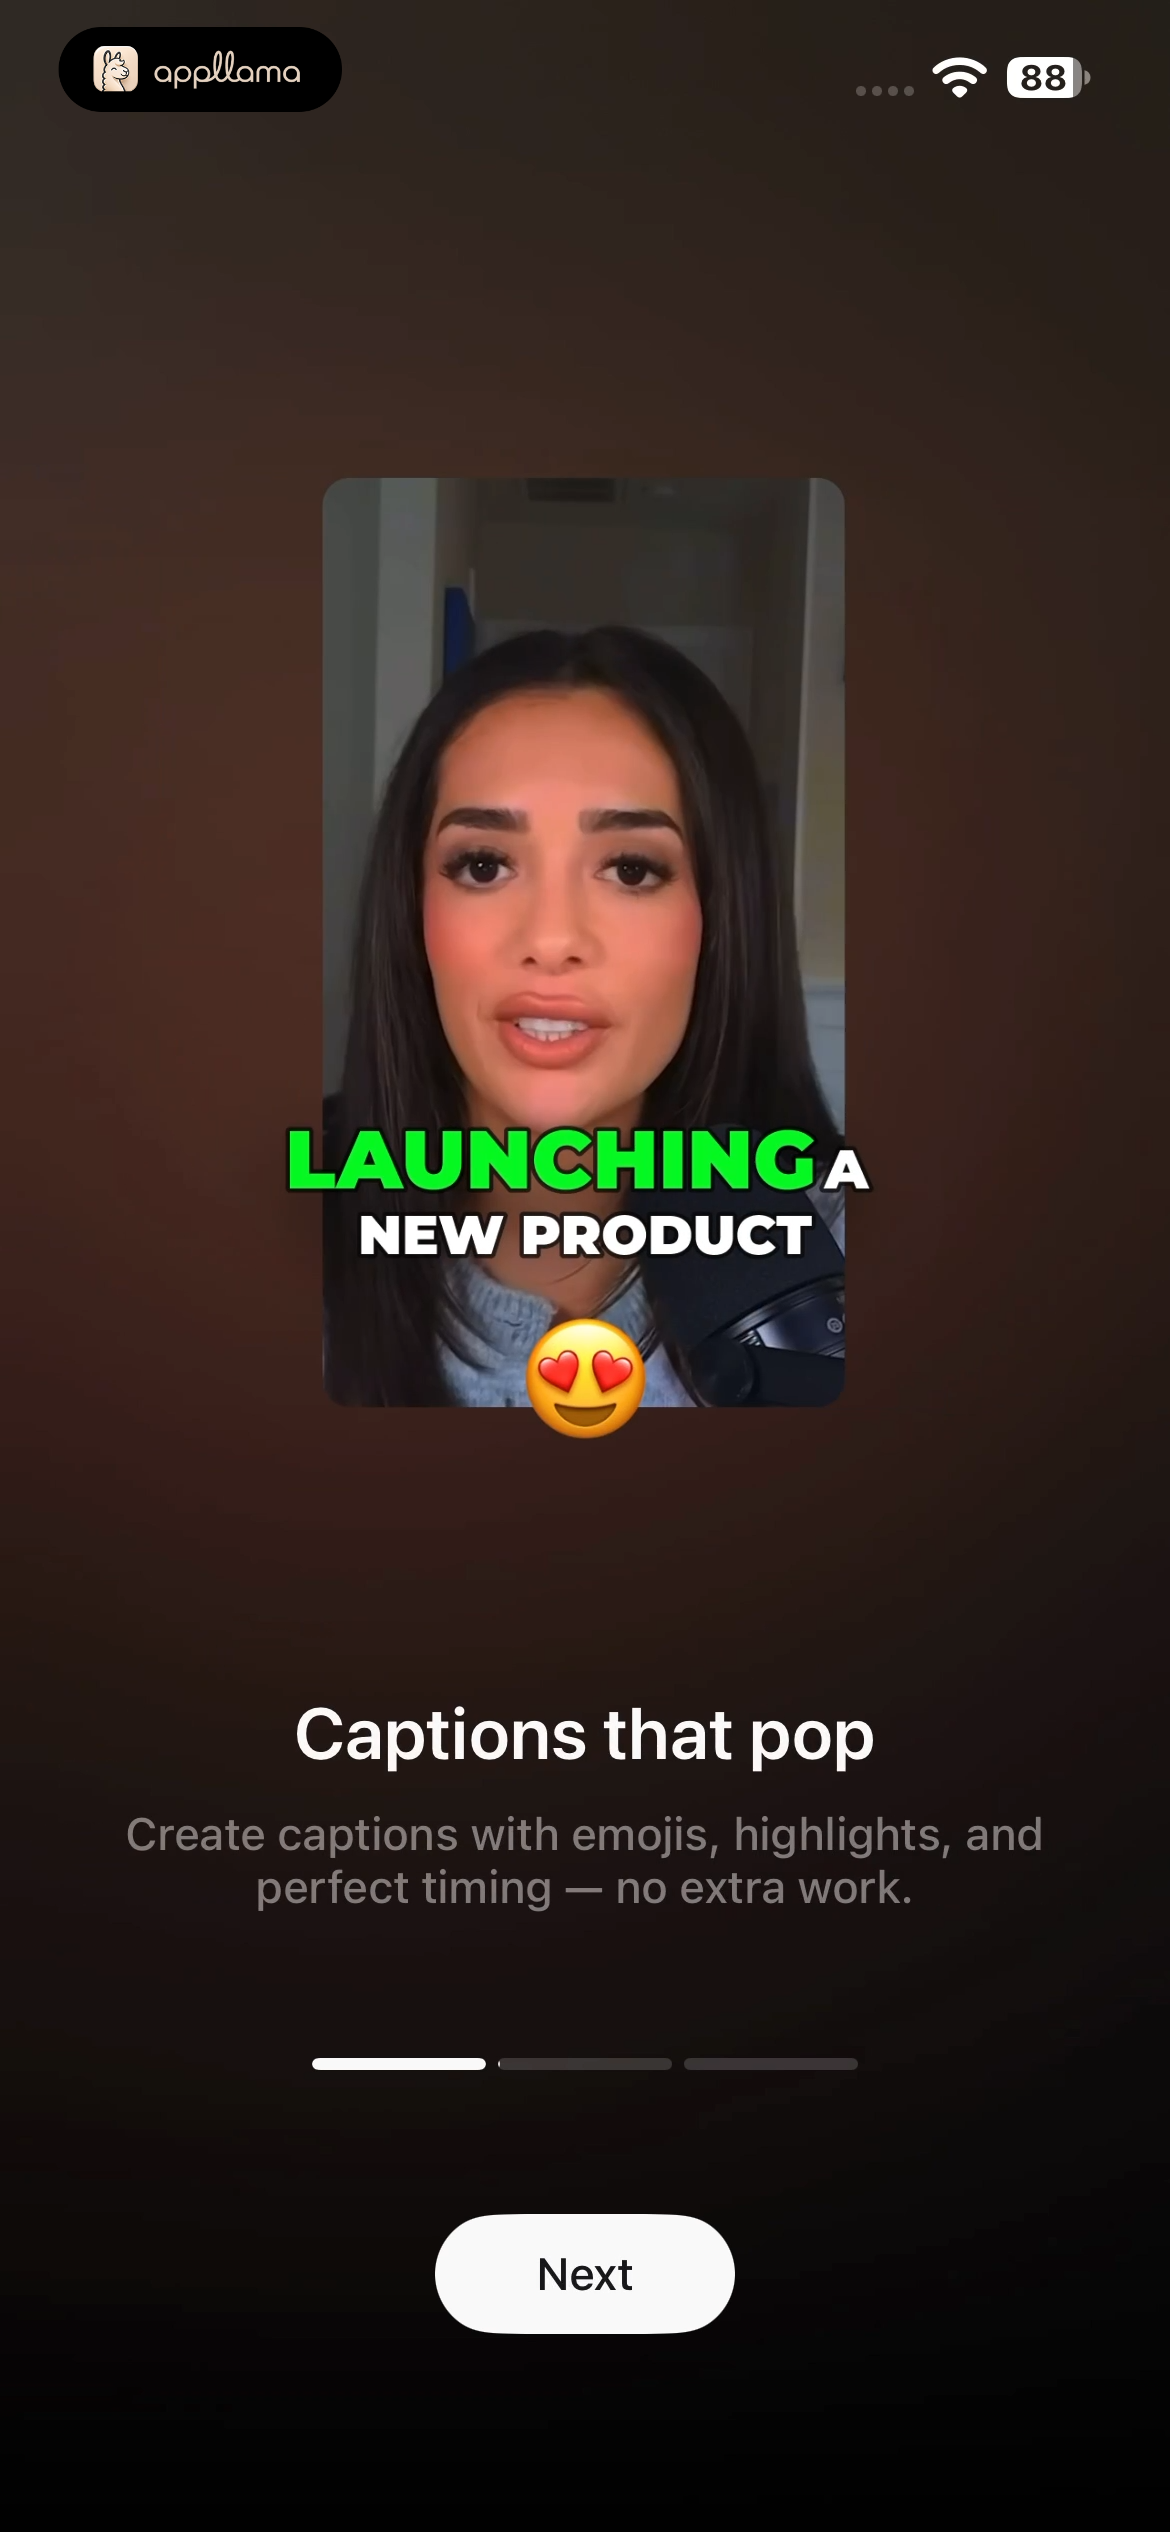 appllama
88
LAUNCHING A
NEW PRODUCT
Captions that pop
Create captions with emojis, highlights, and
perfect timing — no extra work.
Next